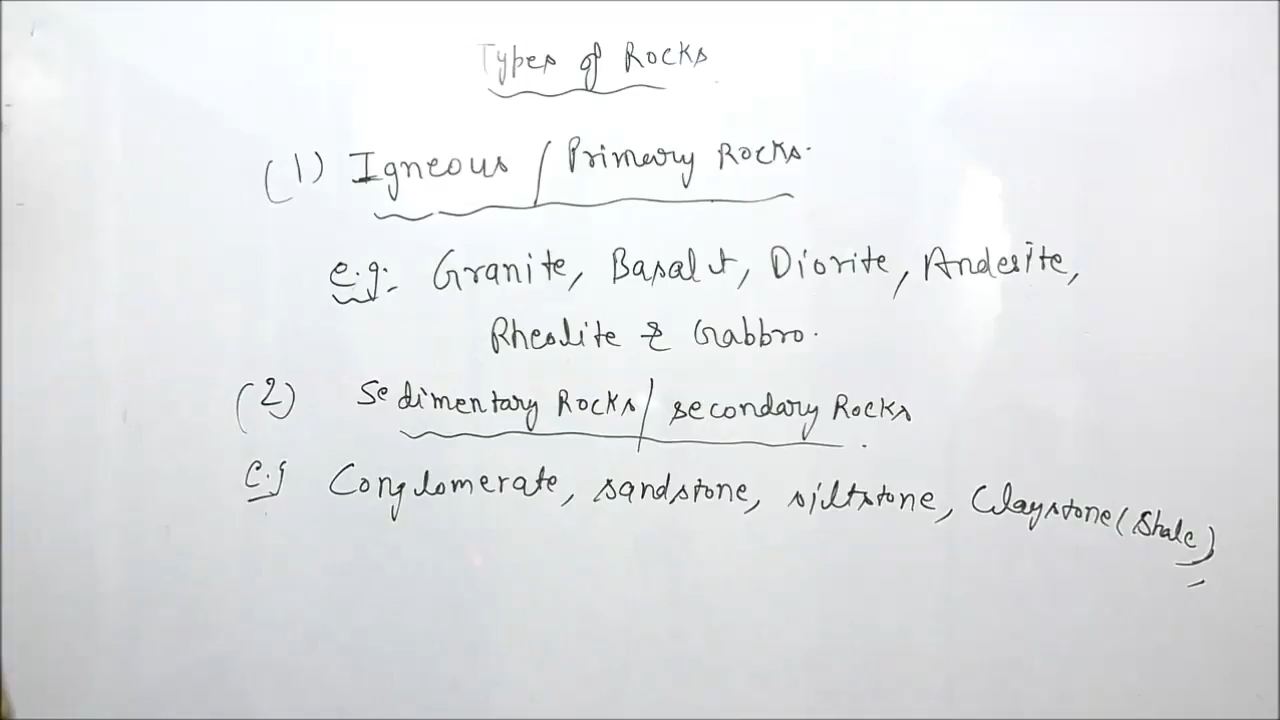 Types of Rocks
(1) Igneous / Primary Rocks.
e.g:- Granite, Basalt, Diorite, Andesite,
Rheolite & Gabbro.
(2) Sedimentary Rocks / secondary Rocks
e.g Conglomerate, sandstone, siltstone, Claystone (Shale)